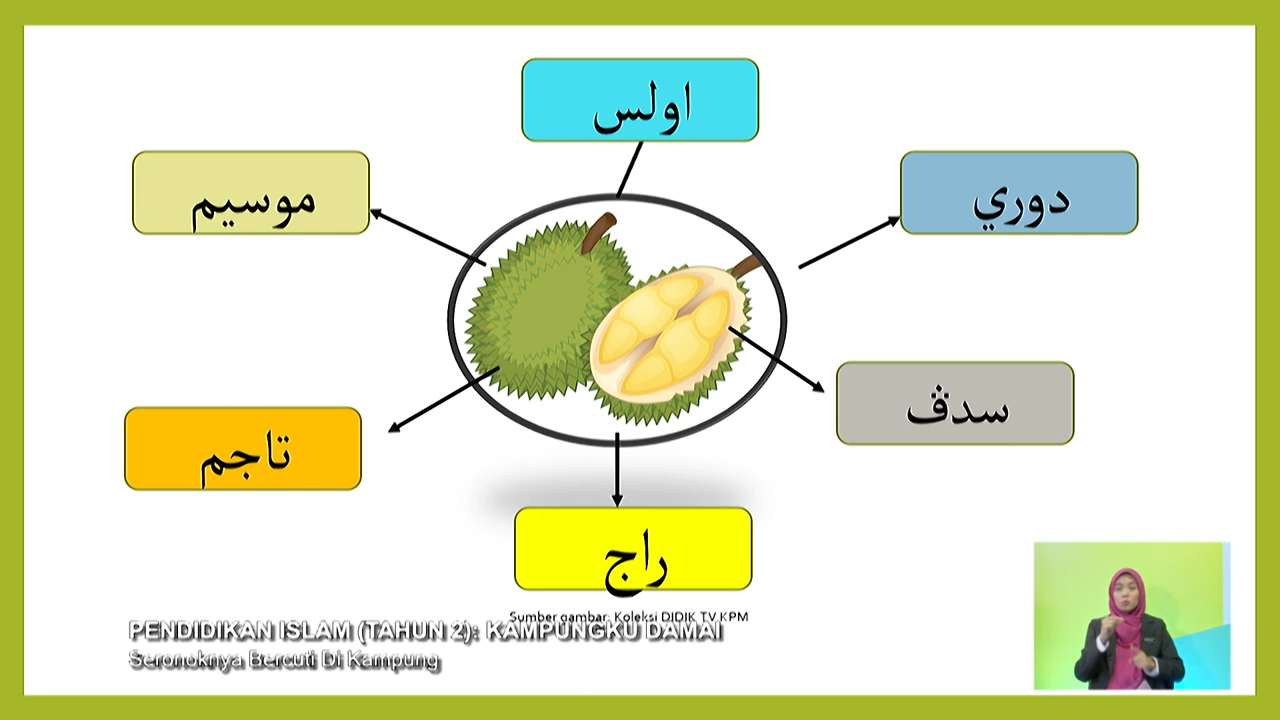 اولس
دوري
موسيم
سدڤ
تاجم
راج
Sumber gambar: Koleksi DIDIK TV KPM
PENDIDIKAN ISLAM (TAHUN 2): KAMPUNGKU DAMAI
Seronoknya Bercuti Di Kampung